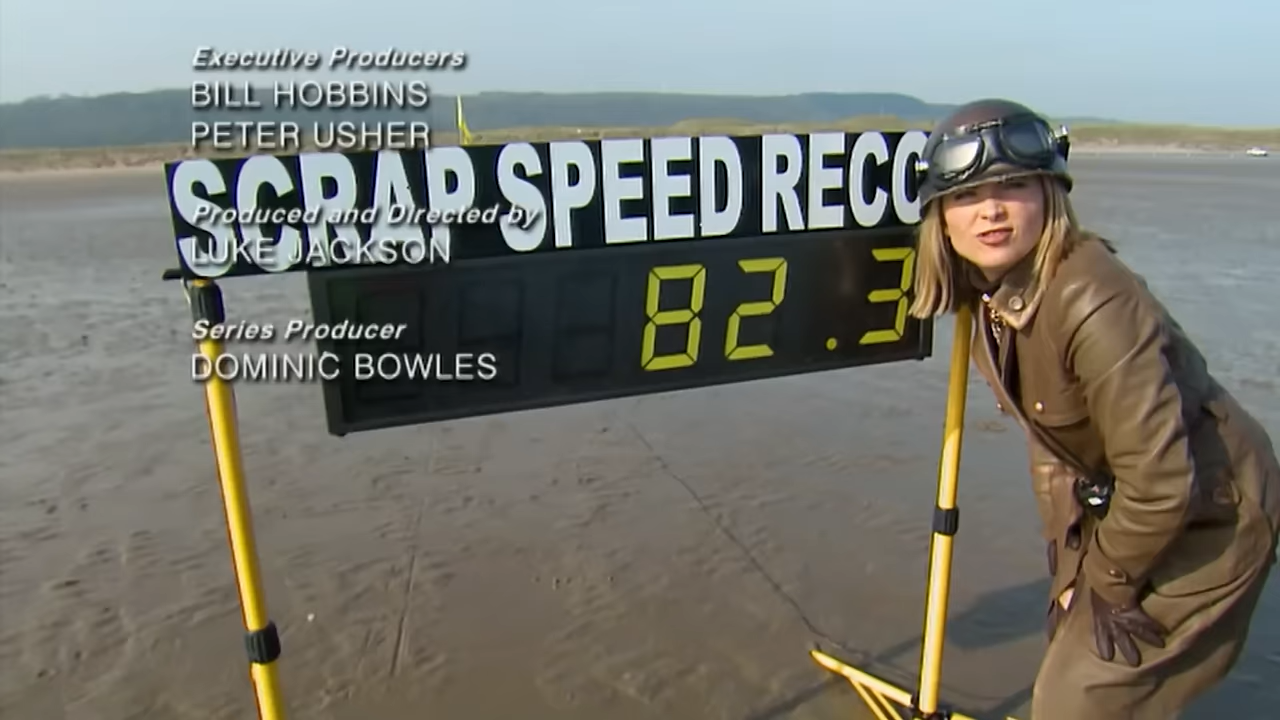 Executive Producers
BILL HOBBINS
PETER USHER
SCRAP SPEED RECO
Produced and Directed by
LUKE JACKSON
82.3
Series Producer
DOMINIC BOWLES